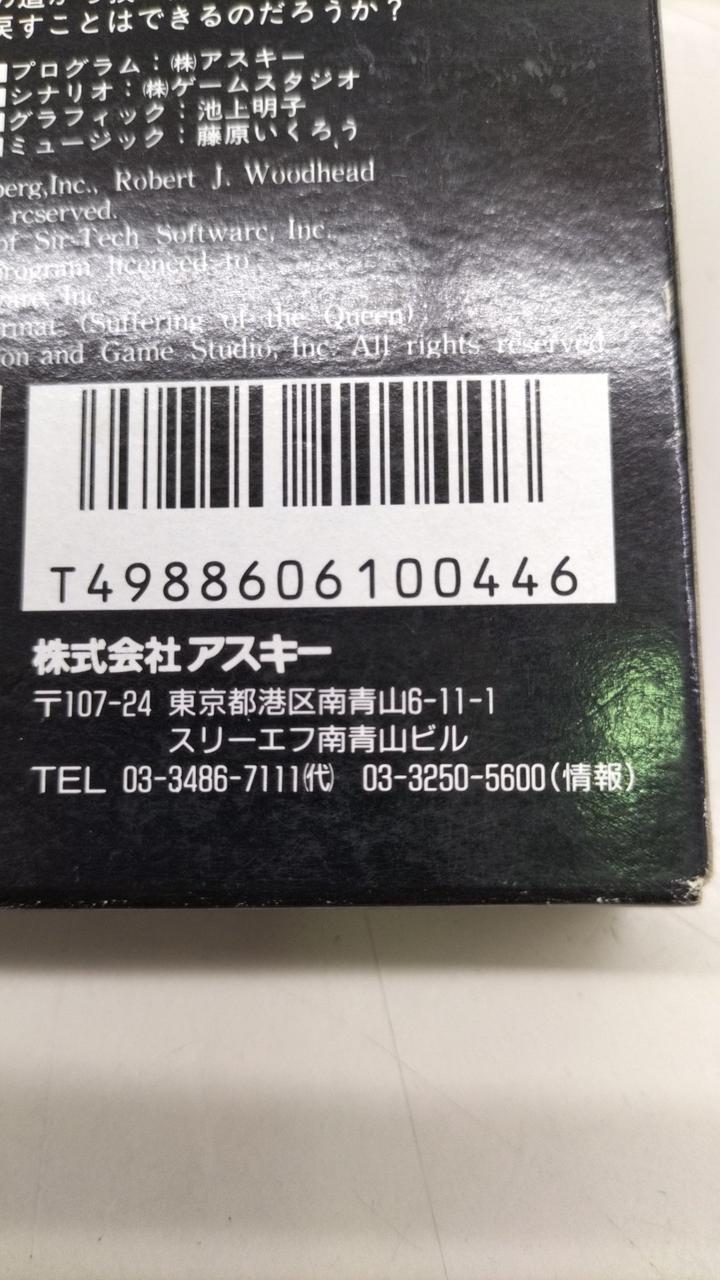 戻すことはできるのだろうか？
プログラム：㈱アスキー
シナリオ：㈱ゲームスタジオ
グラフィック：池上明子
ミュージック：藤原いくろう
berg,Inc., Robert J. Woodhead
reserved.
of Sir-Tech Software, Inc.
program licenced to
ware, Inc
(Suffering of the Queen)
on and Game Studio, Inc. All rights reserved.
T4988606100446
株式会社アスキー
〒107-24 東京都港区南青山6-11-1
スリーエフ南青山ビル
TEL 03-3486-7111㈹ 03-3250-5600（情報）